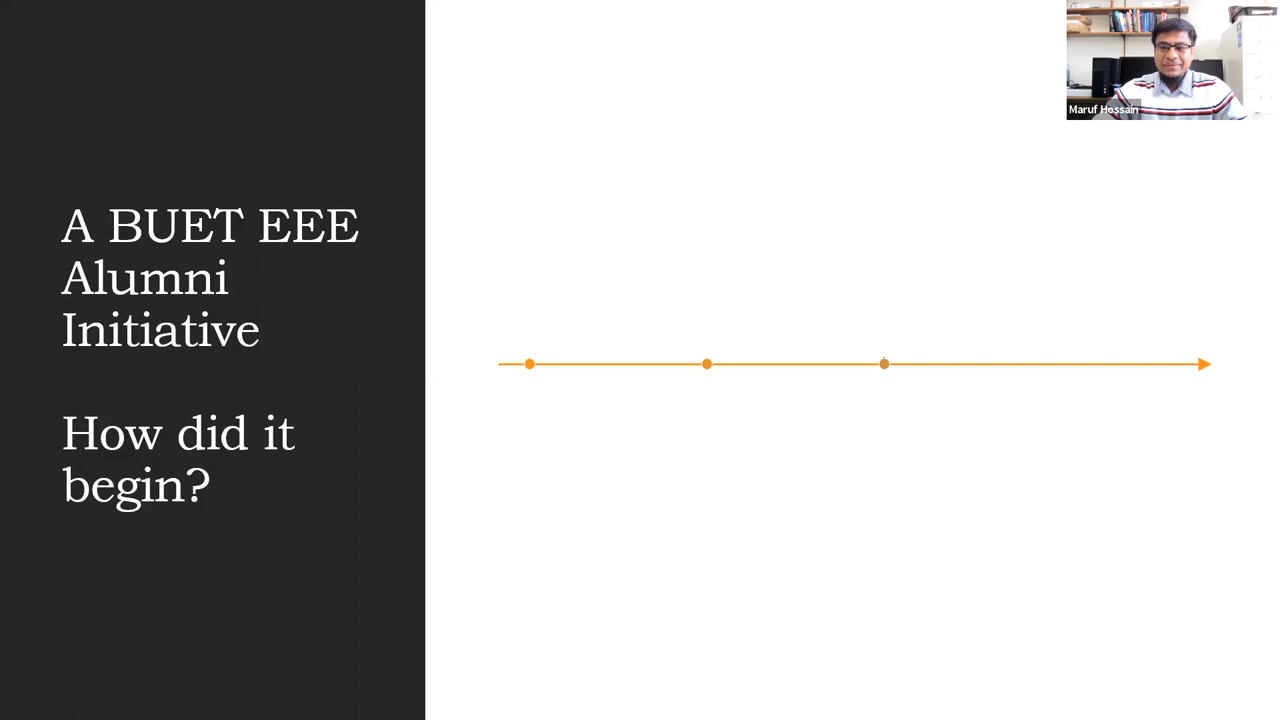 A BUET EEE
Alumni
Initiative
How did it
begin?
Maruf Hossain